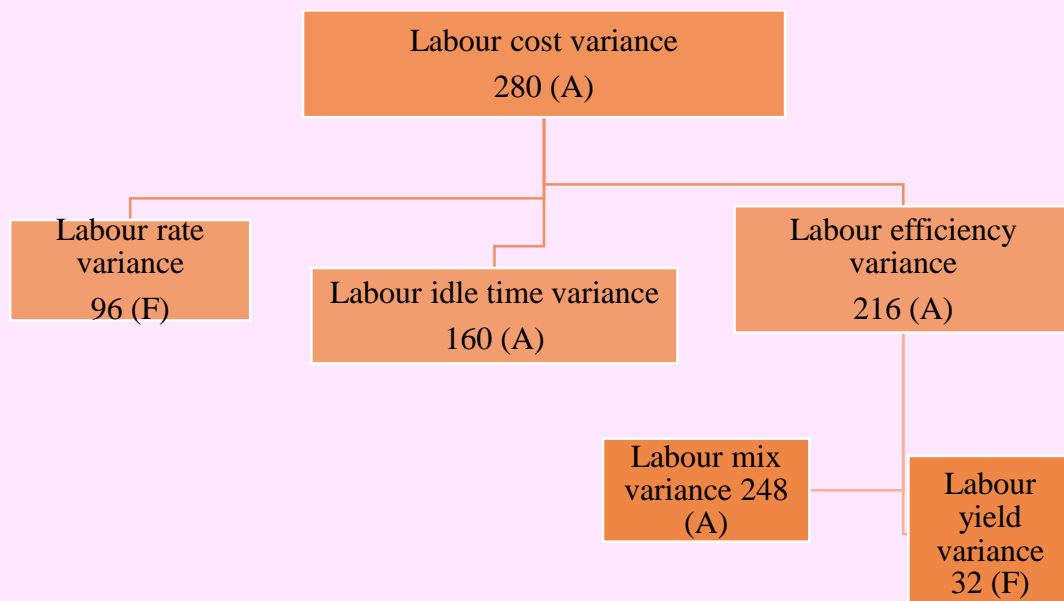 Labour cost variance
280 (A)
Labour rate
variance
96 (F)
Labour idle time variance
160 (A)
Labour efficiency
variance
216 (A)
Labour mix
variance 248
(A)
Labour
yield
variance
32 (F)